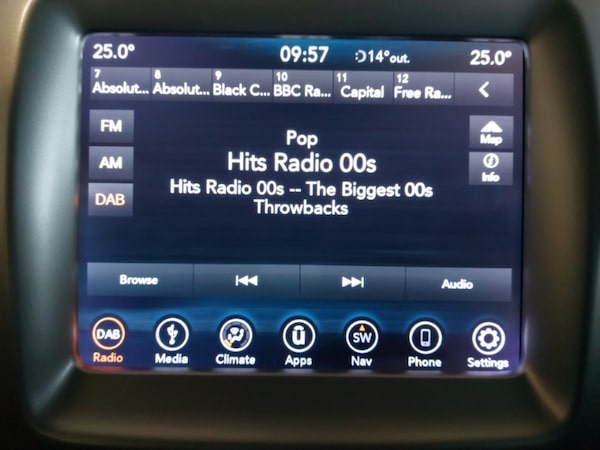 25.0° 09:57 14°out. 25.0°
7 8 9 10 11 12
Absolut... Absolut... Black C... BBC Ra... Capital Free Ra...
FM
AM
DAB
Pop
Hits Radio 00s
Hits Radio 00s -- The Biggest 00s
Throwbacks
Map
i
Info
Browse
Audio
DAB SW
Radio Media Climate Apps Nav Phone Settings